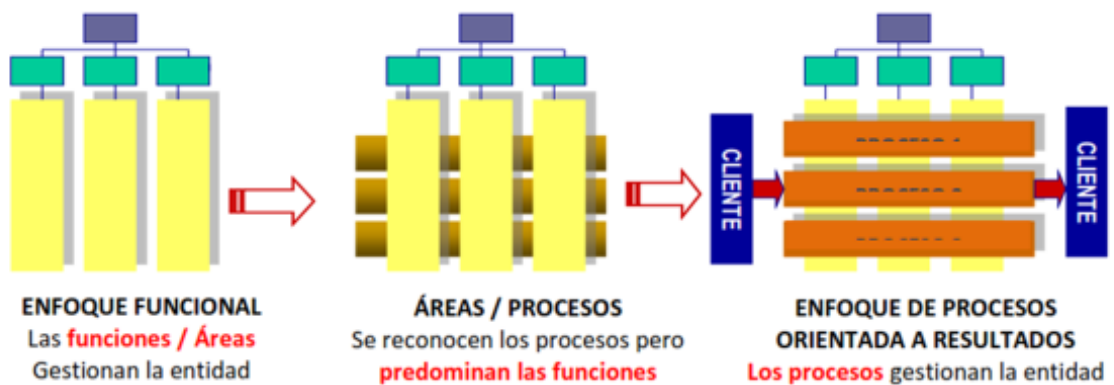 CLIENTE
CLIENTE
ENFOQUE FUNCIONAL
Las funciones / Áreas
Gestionan la entidad
ÁREAS / PROCESOS
Se reconocen los procesos pero
predominan las funciones
ENFOQUE DE PROCESOS
ORIENTADA A RESULTADOS
Los procesos gestionan la entidad